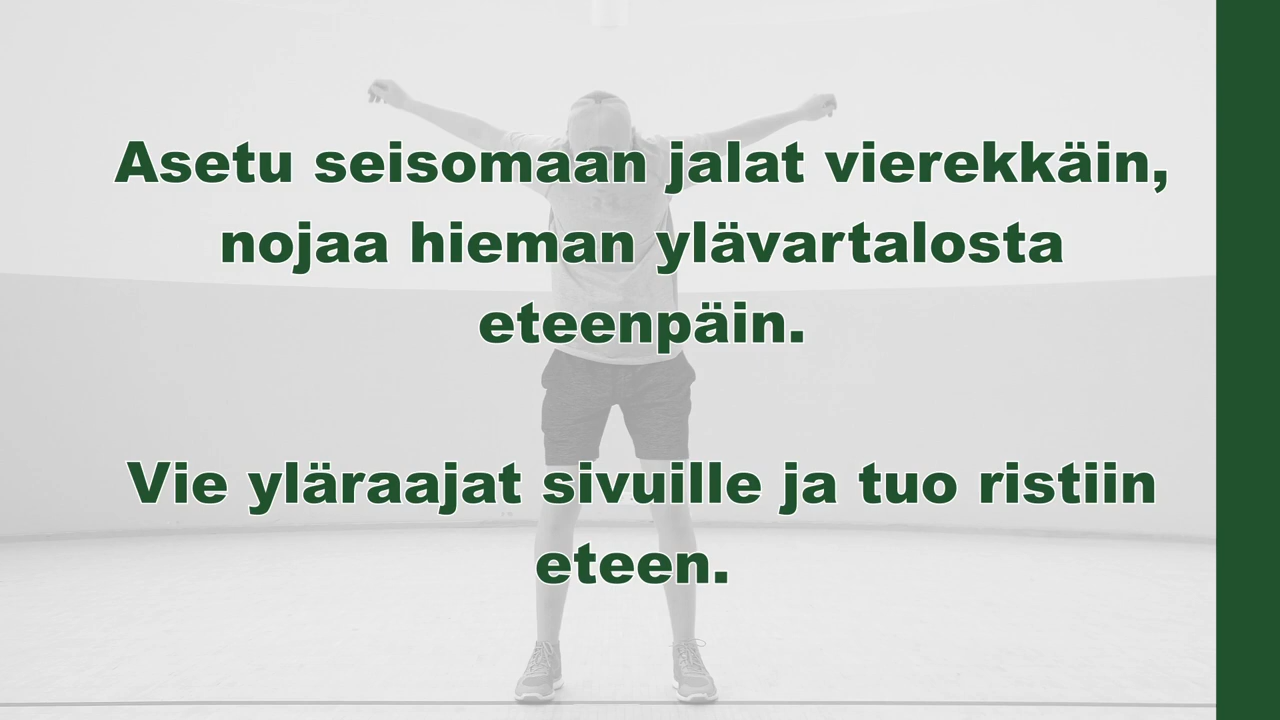 Asetu seisomaan jalat vierekkäin,
nojaa hieman ylävartalosta
eteenpäin.
Vie yläraajat sivuille ja tuo ristiin
eteen.